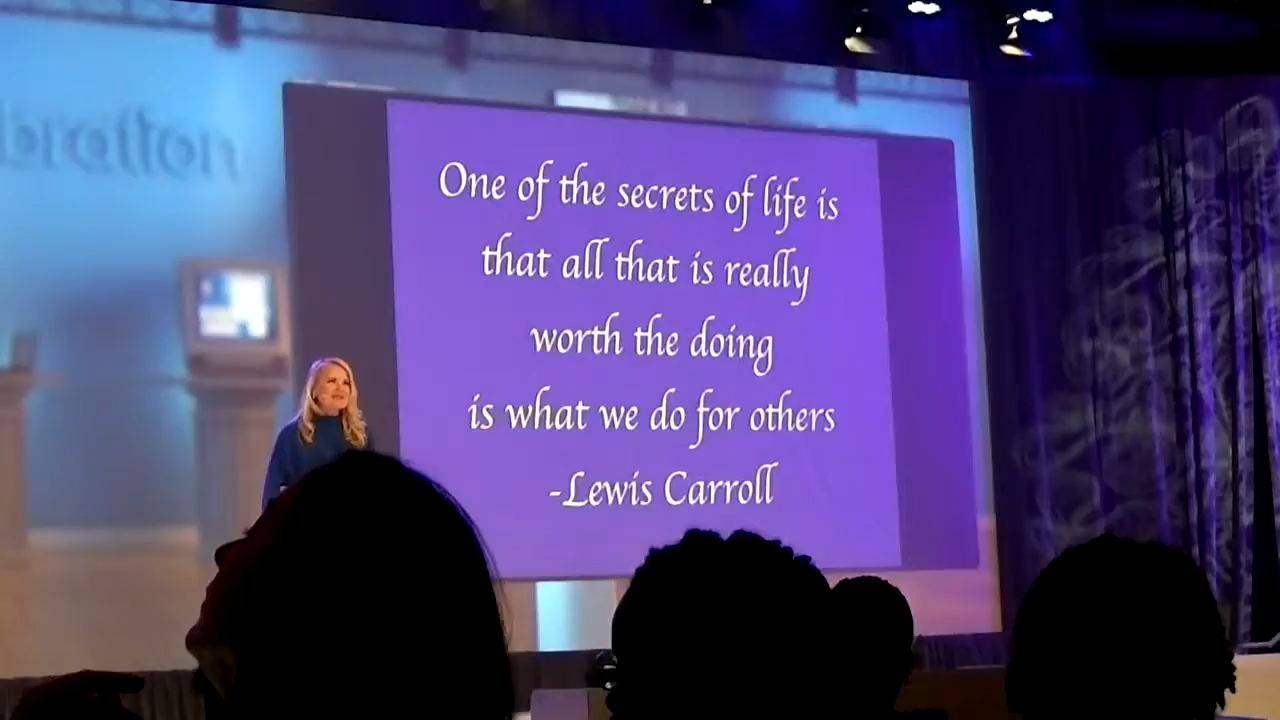 One of the secrets of life is
that all that is really
worth the doing
is what we do for others
-Lewis Carroll